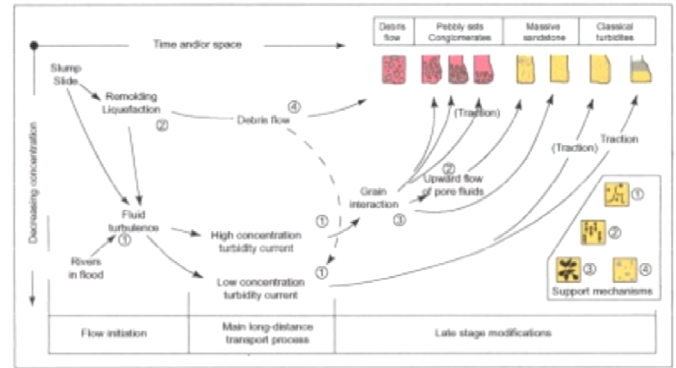 Debris
flow
Pebbly sets
Conglomerates
Massive
sandstone
Classical
turbidites
Time and/or space
Slump
Slide
Remolding
Liquefaction
②
Debris flow
④
(Traction)
②
Upward flow
of pore fluids
Traction
(Traction)
Grain
interaction
③
Decreasing concentration
Fluid
turbulence
①
High concentration
turbidity current
①
Rivers
in flood
Low concentration
turbidity current
①
①
②
③
④
Support mechanisms
Flow initiation
Main long-distance
transport process
Late stage modifications